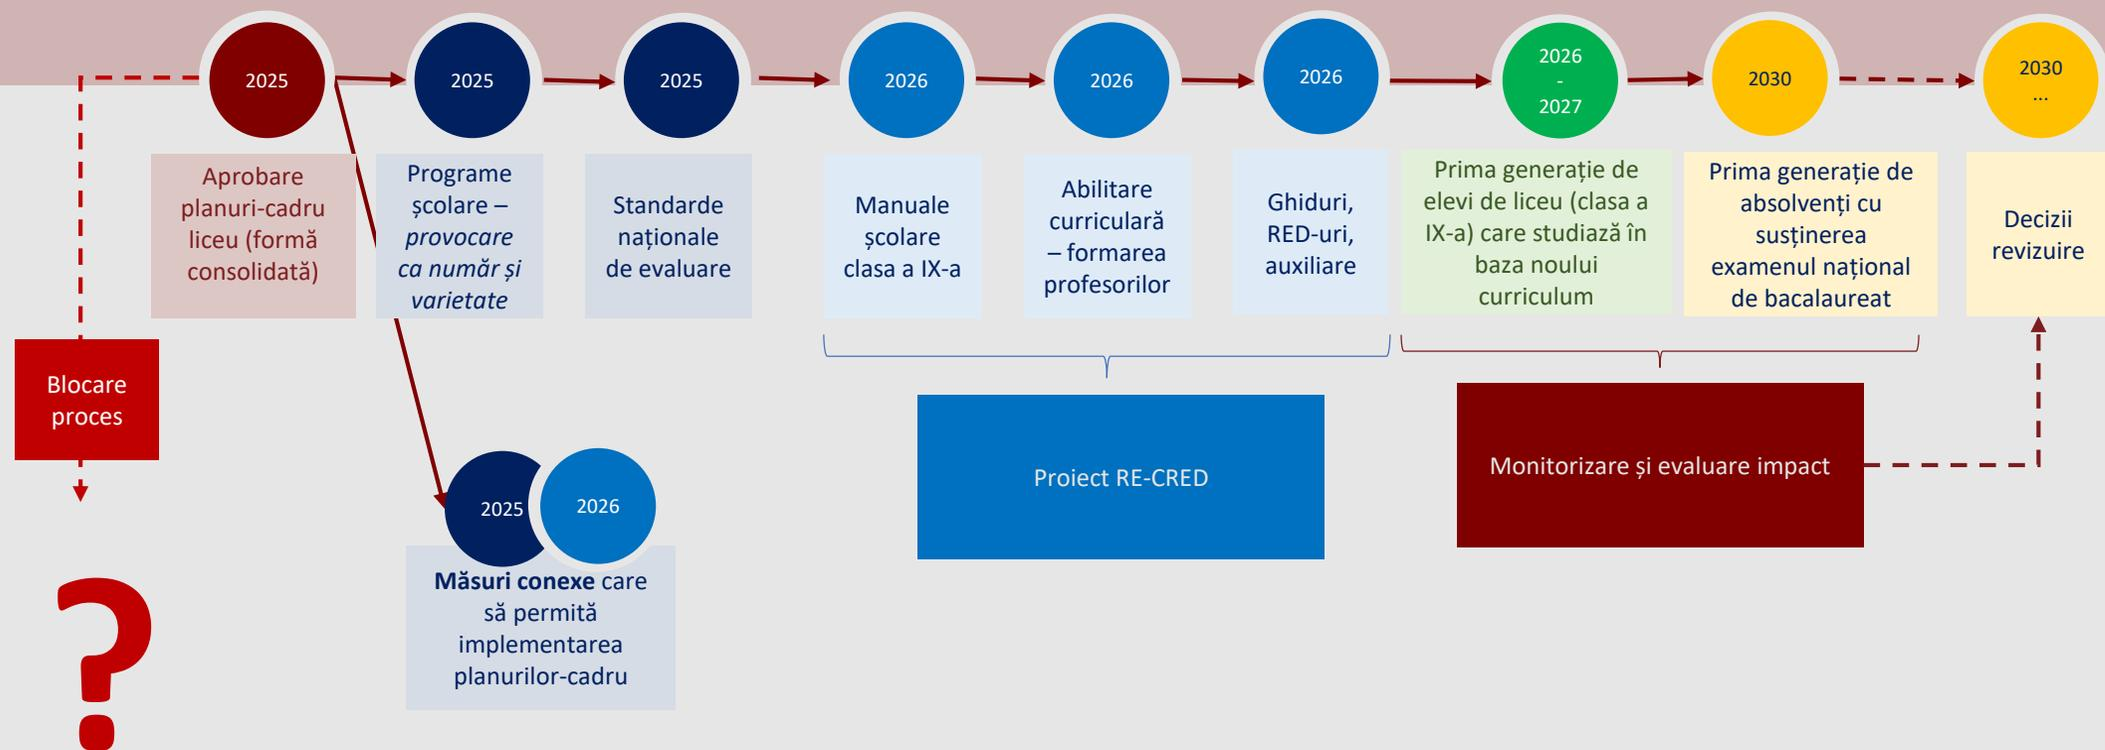 2025
2025
2025
2026
2026
2026
2026
-
2027
2030
2030
...
Aprobare
planuri-cadru
liceu (formă
consolidată)
Programe
școlare –
provocare
ca număr și
varietate
Standarde
naționale
de evaluare
Manuale
școlare
clasa a IX-a
Abilitare
curriculară
– formarea
profesorilor
Ghiduri,
RED-uri,
auxiliare
Prima generație de
elevi de liceu (clasa a
IX-a) care studiază în
baza noului
curriculum
Prima generație de
absolvenți cu
susținerea
examenul național
de bacalaureat
Decizii
revizuire
Blocare
proces
Proiect RE-CRED
Monitorizare și evaluare impact
2025
2026
Măsuri conexe care
să permită
implementarea
planurilor-cadru
?